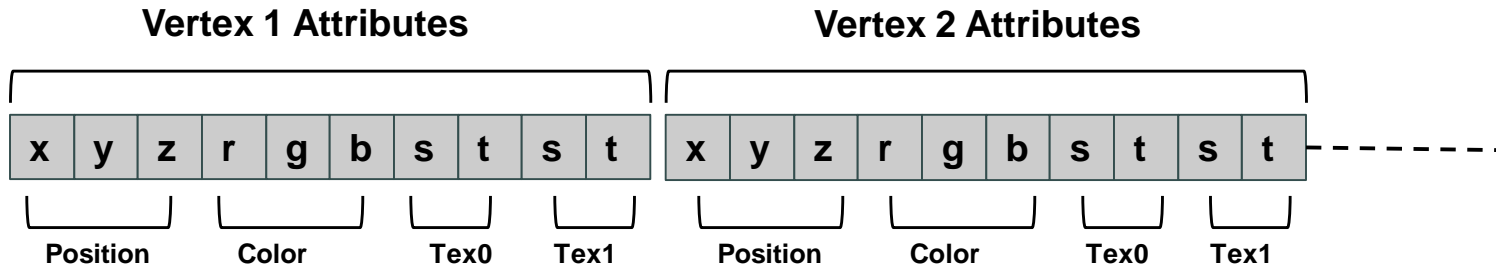 Vertex 1 Attributes Vertex 2 Attributes
x y z r g b s t s t x y z r g b s t s t
Position Color Tex0 Tex1 Position Color Tex0 Tex1